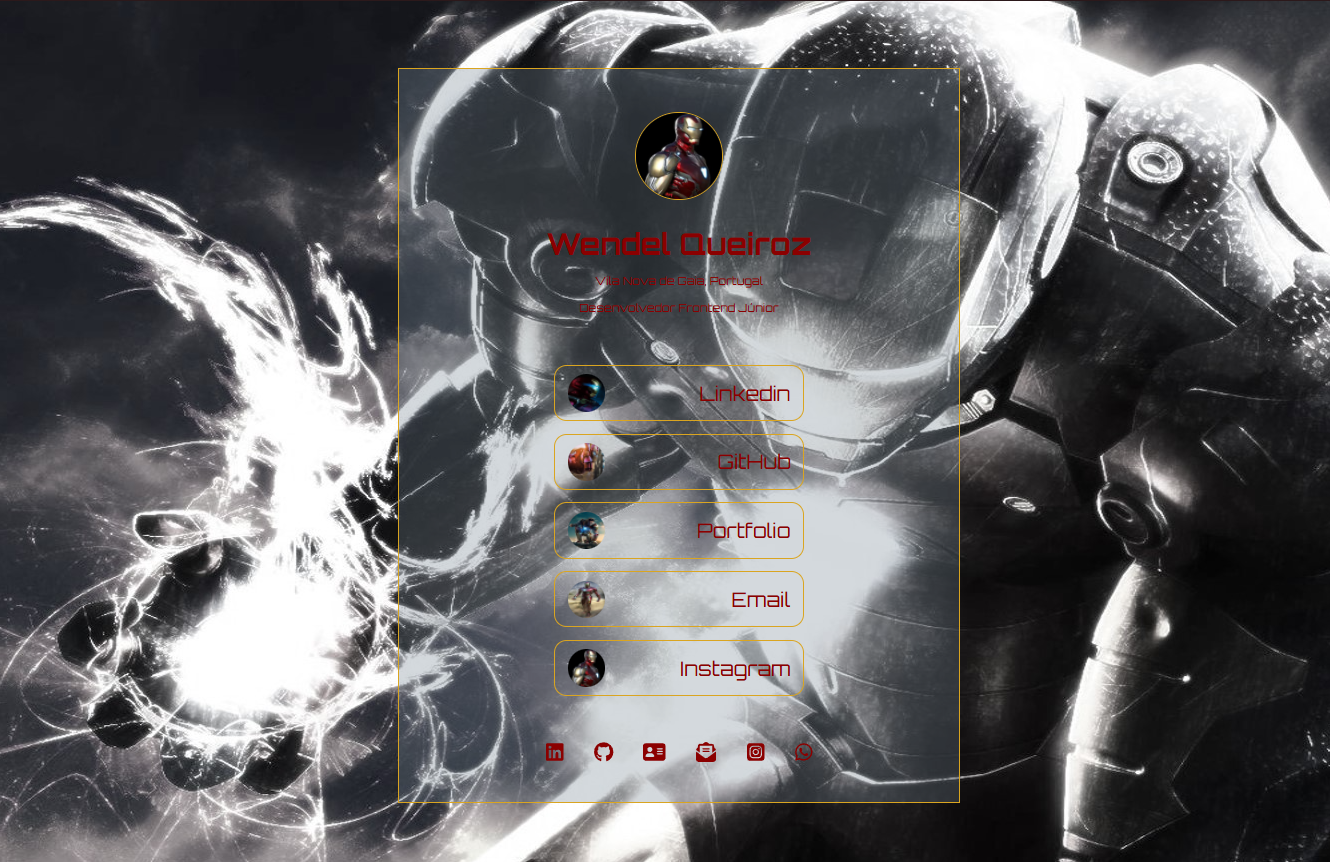 Wendel Queiroz
Vila Nova de Gaia, Portugal
Desenvolvedor Frontend Júnior
Linkedin
GitHub
Portfolio
Email
Instagram